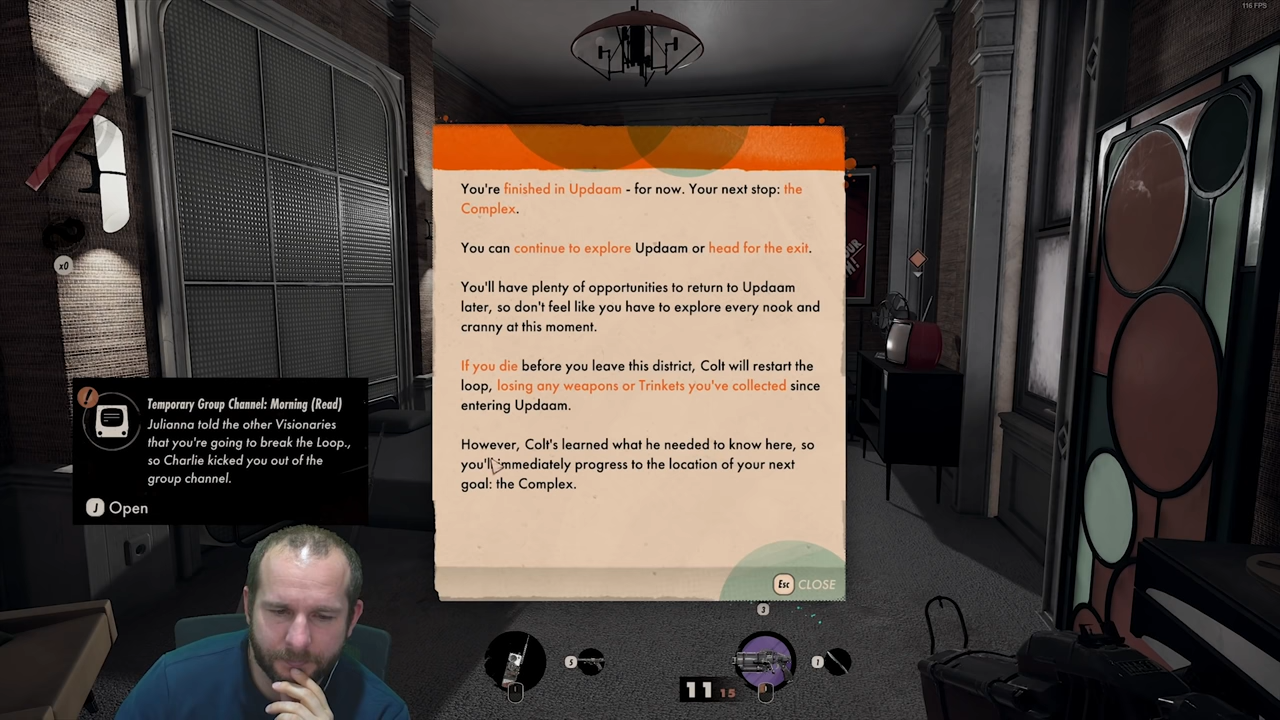 116 FPS
You're finished in Updaam - for now. Your next stop: the
Complex.
You can continue to explore Updaam or head for the exit.
You'll have plenty of opportunities to return to Updaam
later, so don't feel like you have to explore every nook and
cranny at this moment.
If you die before you leave this district, Colt will restart the
loop, losing any weapons or Trinkets you've collected since
entering Updaam.
However, Colt's learned what he needed to know here, so
you'll immediately progress to the location of your next
goal: the Complex.
Esc CLOSE
x0
Temporary Group Channel: Morning (Read)
Julianna told the other Visionaries
that you're going to break the Loop.,
so Charlie kicked you out of the
group channel.
J Open
3
5
1
11 15